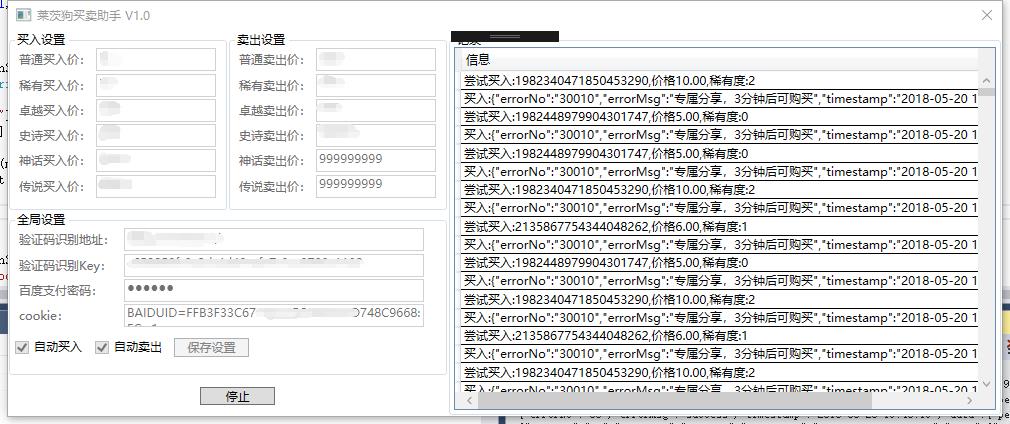 莱茨狗买卖助手 V1.0
买入设置
普通买入价:
稀有买入价:
卓越买入价:
史诗买入价:
神话买入价:
传说买入价:
卖出设置
普通卖出价:
稀有卖出价:
卓越卖出价:
史诗卖出价:
神话卖出价: 999999999
传说卖出价: 999999999
全局设置
验证码识别地址:
验证码识别Key:
百度支付密码: ●●●●●●
cookie: BAIDUID=FFB3F33C67 D748C9668:
自动买入 自动卖出 保存设置
停止
信息
尝试买入:1982340471850453290,价格10.00,稀有度:2
买入:{"errorNo":"30010","errorMsg":"专属分享，3分钟后可购买","timestamp":"2018-05-20 1
尝试买入:1982448979904301747,价格5.00,稀有度:0
买入:{"errorNo":"30010","errorMsg":"专属分享，3分钟后可购买","timestamp":"2018-05-20 1
尝试买入:1982448979904301747,价格5.00,稀有度:0
买入:{"errorNo":"30010","errorMsg":"专属分享，3分钟后可购买","timestamp":"2018-05-20 1
尝试买入:1982340471850453290,价格10.00,稀有度:2
买入:{"errorNo":"30010","errorMsg":"专属分享，3分钟后可购买","timestamp":"2018-05-20 1
尝试买入:2135867754344048262,价格6.00,稀有度:1
买入:{"errorNo":"30010","errorMsg":"专属分享，3分钟后可购买","timestamp":"2018-05-20 1
尝试买入:1982448979904301747,价格5.00,稀有度:0
买入:{"errorNo":"30010","errorMsg":"专属分享，3分钟后可购买","timestamp":"2018-05-20 1
尝试买入:1982340471850453290,价格10.00,稀有度:2
买入:{"errorNo":"30010","errorMsg":"专属分享，3分钟后可购买","timestamp":"2018-05-20 1
尝试买入:2135867754344048262,价格6.00,稀有度:1
买入:{"errorNo":"30010","errorMsg":"专属分享，3分钟后可购买","timestamp":"2018-05-20 1
尝试买入:1982340471850453290,价格10.00,稀有度:2
买入:{"errorNo":"30010","errorMsg":"专属分享，3分钟后可购买","timestamp":"2018-05-20 1